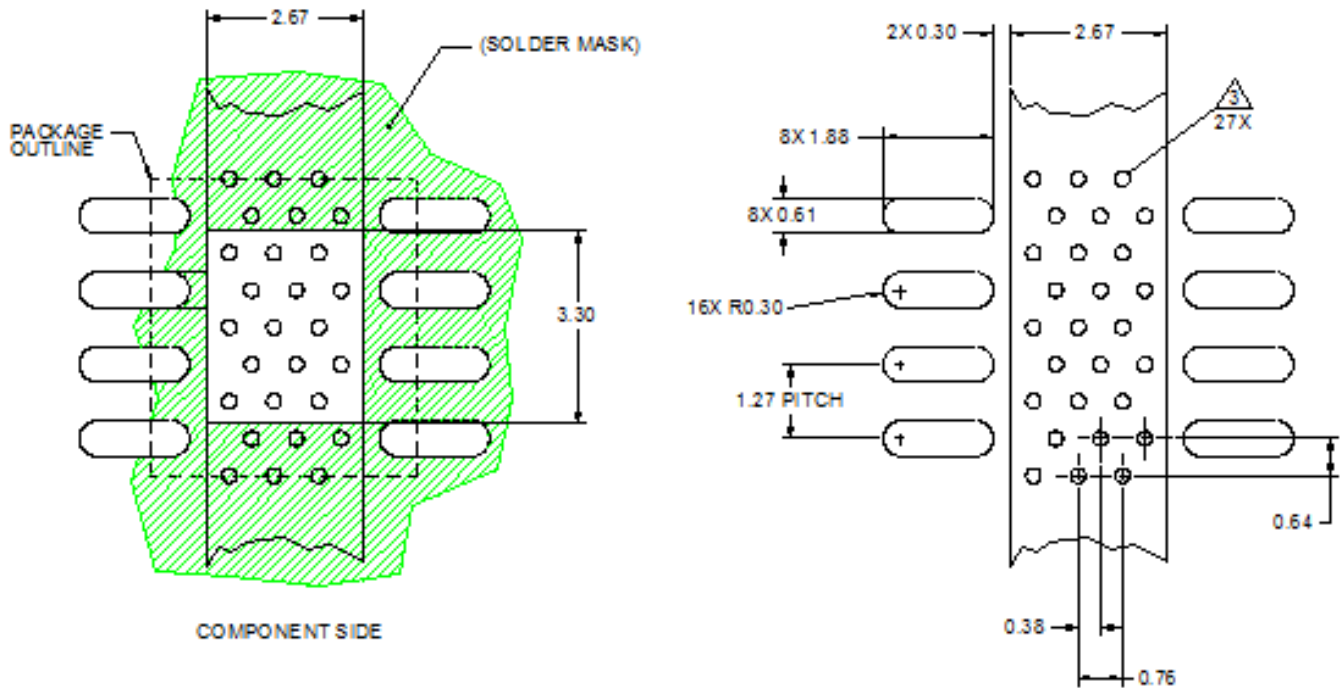 2.67
(SOLDER MASK)
PACKAGE
OUTLINE
3.30
COMPONENT SIDE
2X 0.30
2.67
3
27X
8X 1.88
8X 0.61
16X R0.30
1.27 PITCH
0.64
0.38
0.76